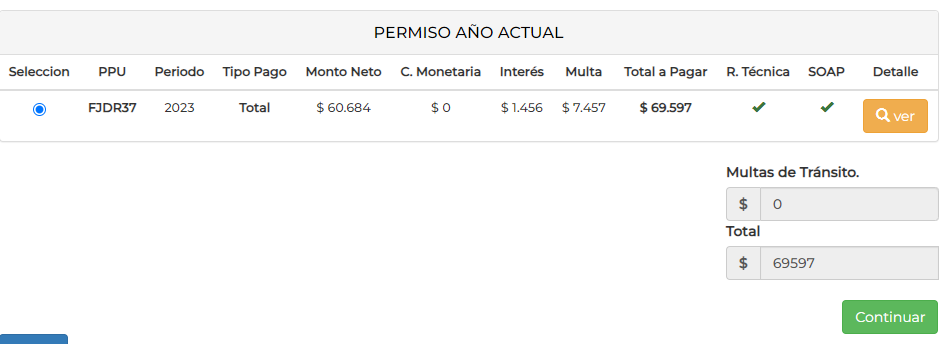 PERMISO AÑO ACTUAL
Seleccion PPU Periodo Tipo Pago Monto Neto C. Monetaria Interés Multa Total a Pagar R. Técnica SOAP Detalle
FJDR37 2023 Total $ 60.684 $ 0 $ 1.456 $ 7.457 $ 69.597 ver
Multas de Tránsito.
$ 0
Total
$ 69597
Continuar